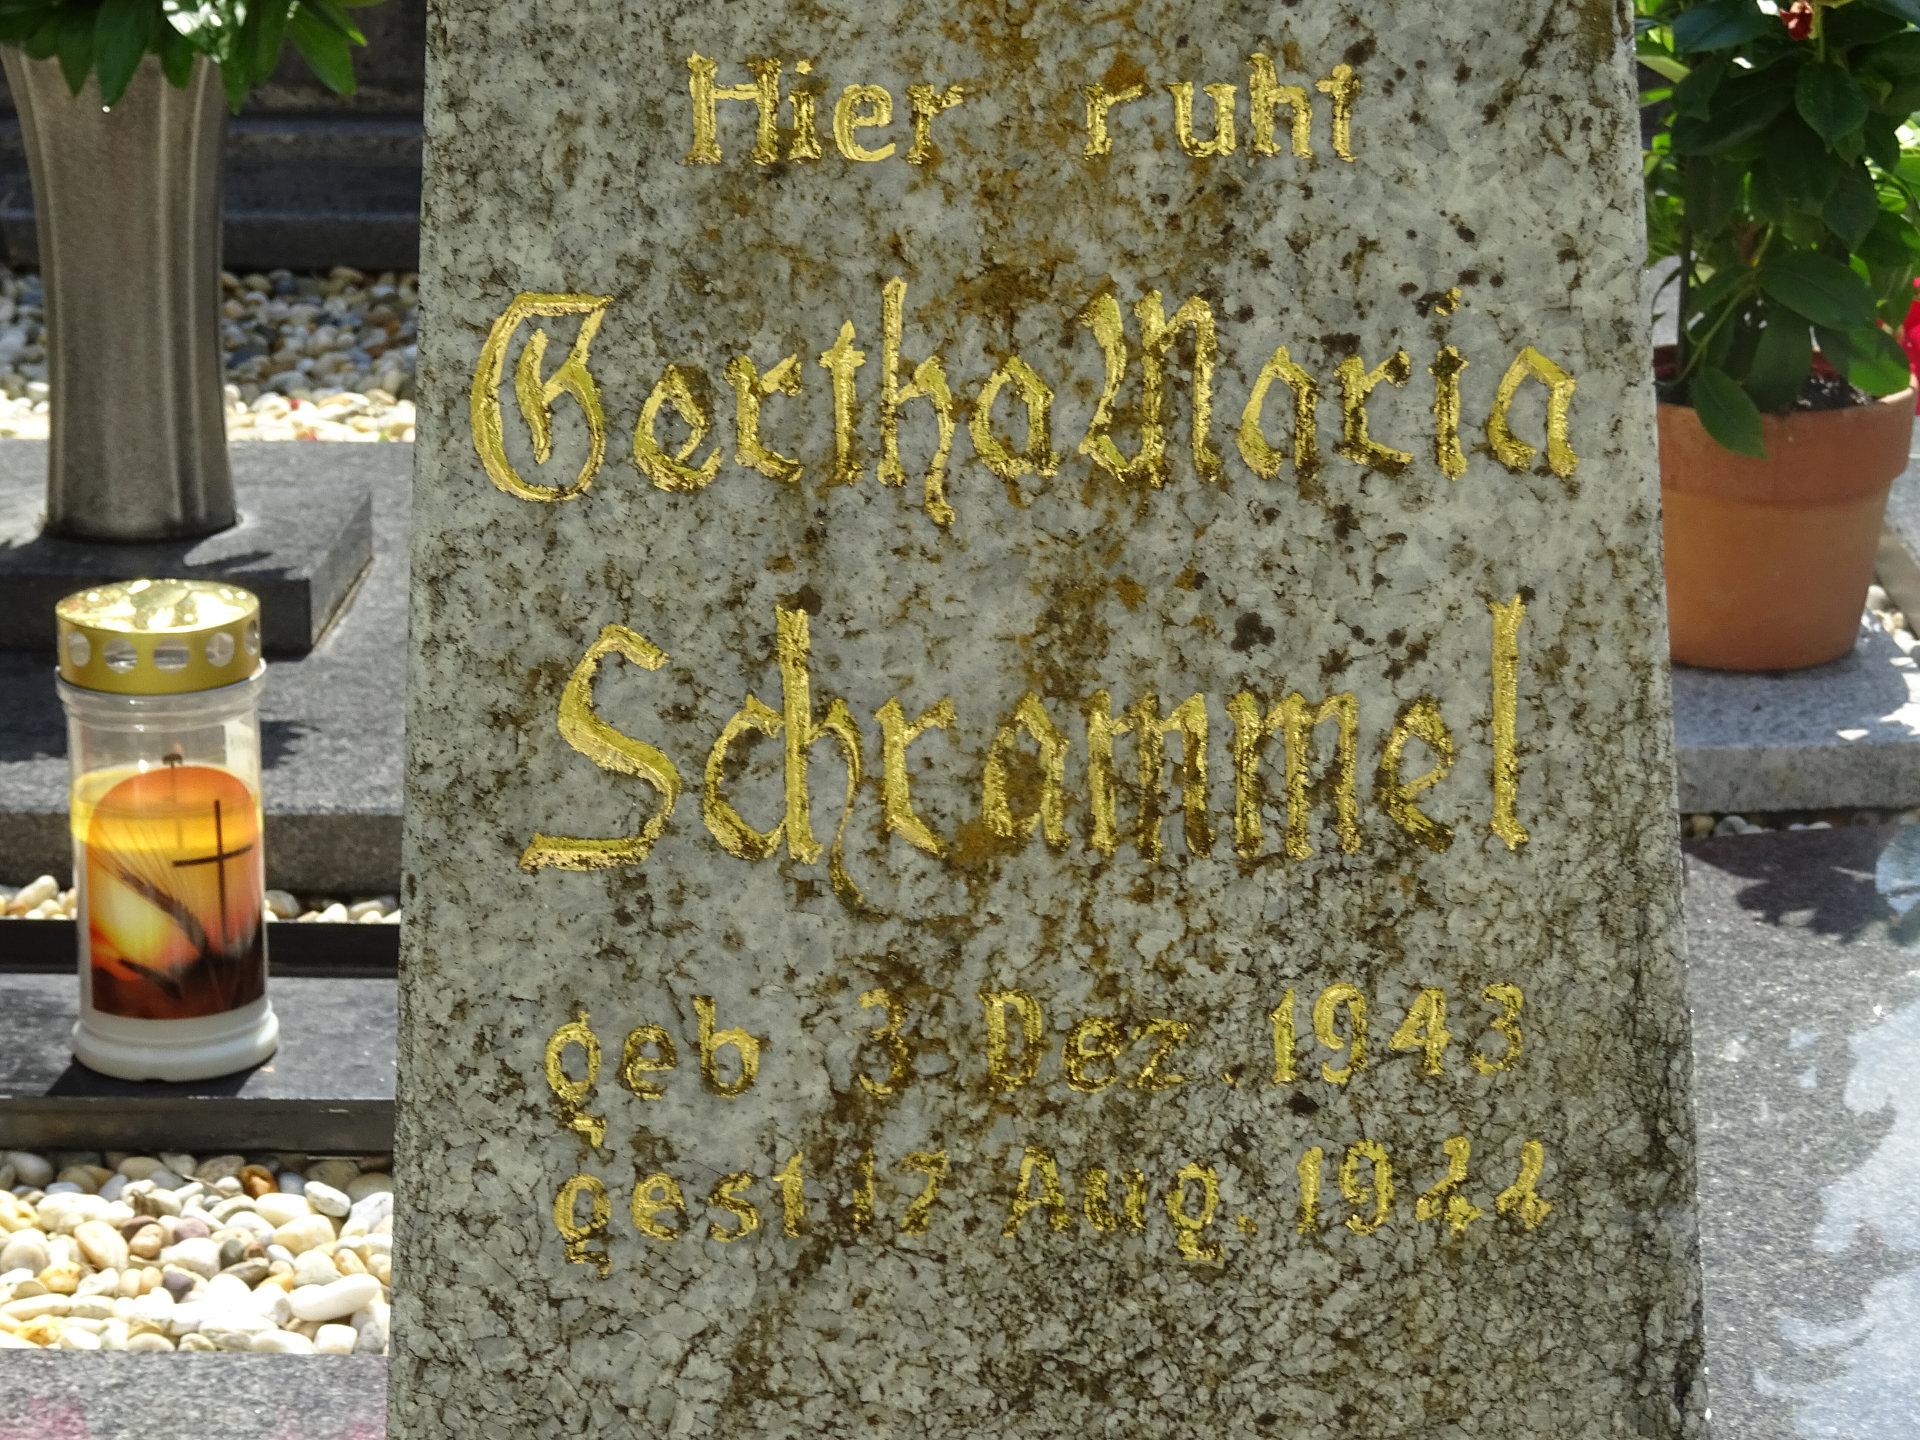 Hier ruht
Gertha Maria
Schrammel
geb 3 Dez. 1943
gest 17 Aug. 1944